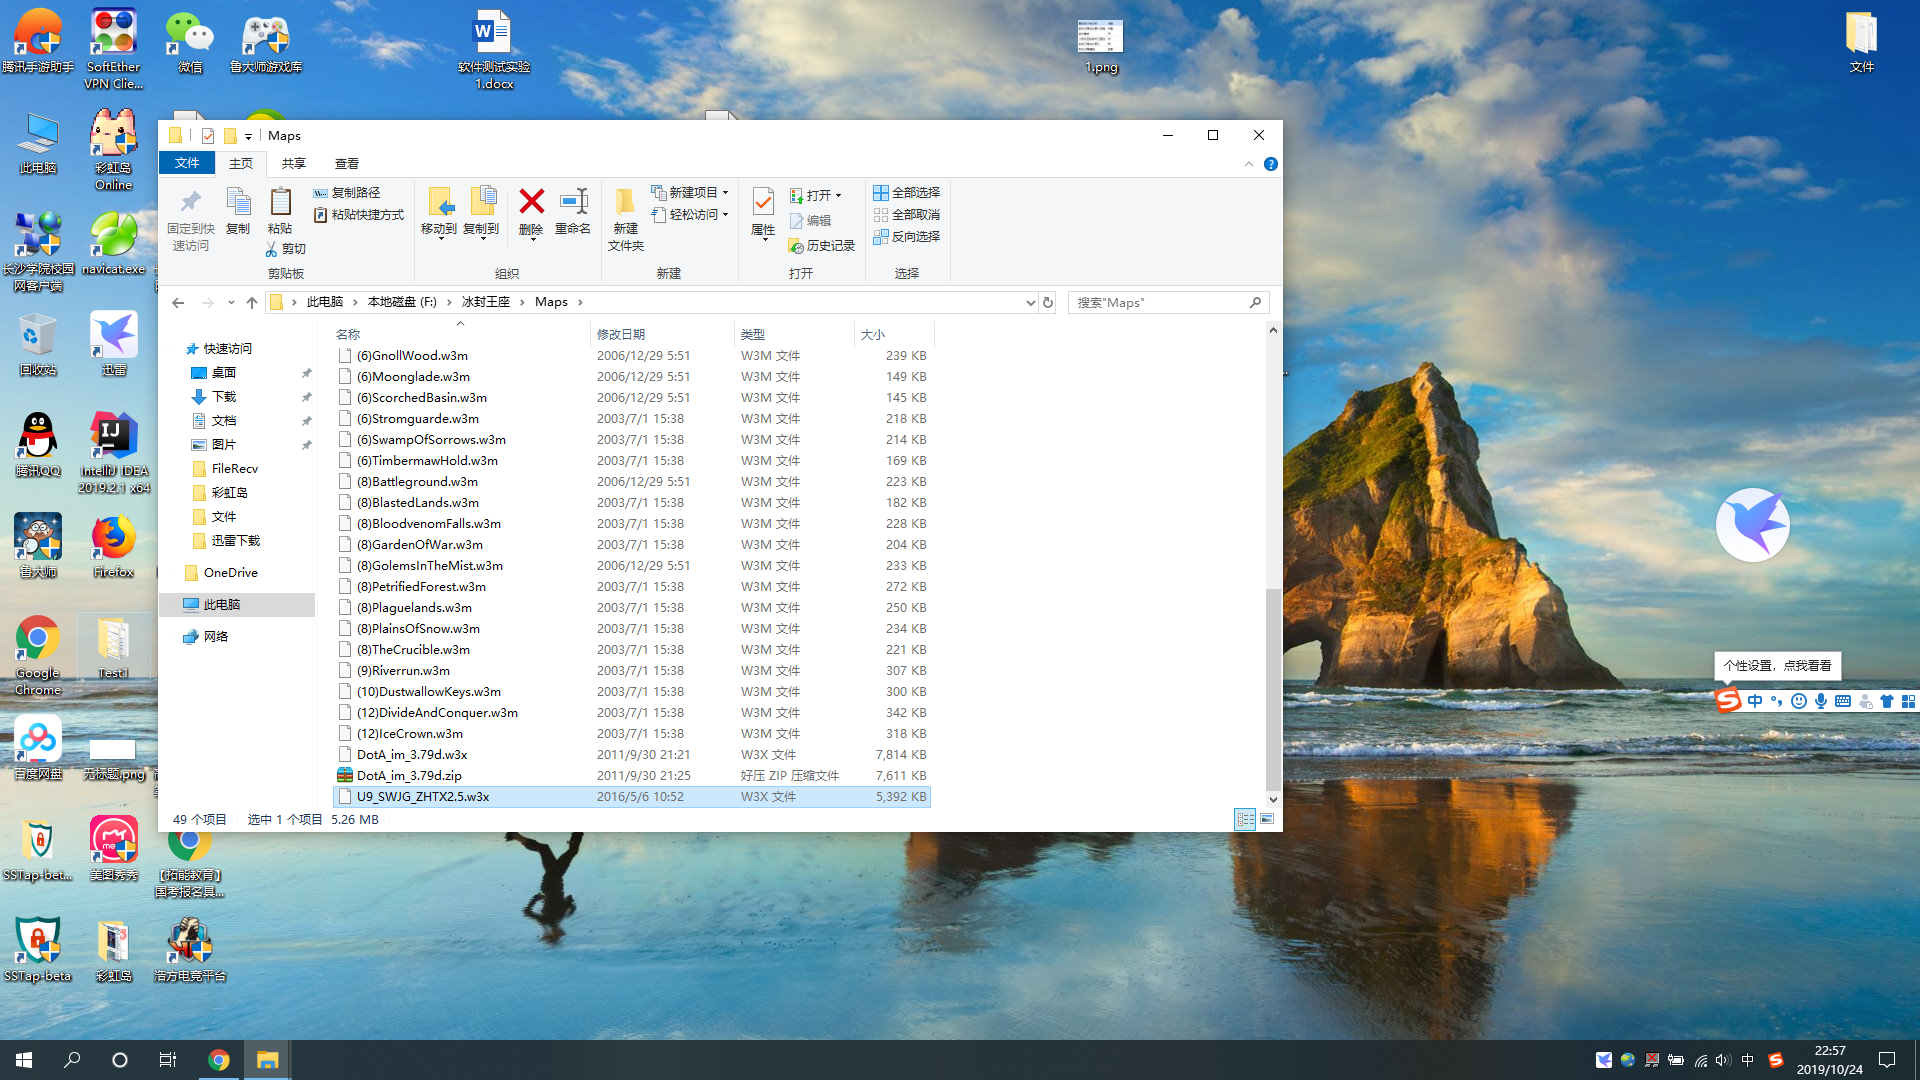 腾讯手游助手
SoftEther
VPN Clie...
微信
鲁大师游戏库
软件测试实验
1.docx
1.png
文件
此电脑
彩虹岛
Online
长沙学院校园
网客户端
navicat.exe
回收站
迅雷
腾讯QQ
IntelliJ IDEA
2019.2.1 x64
鲁大师
Firefox
Google
Chrome
Test1
百度网盘
无标题.png
SSTap-bet...
美图秀秀
【拓能教育】
国考报名具...
SSTap-beta
彩虹岛
浩方电竞平台
Maps
文件
主页
共享
查看
固定到快
速访问
复制
粘贴
复制路径
粘贴快捷方式
剪切
剪贴板
移动到
复制到
删除
重命名
组织
新建
文件夹
新建项目
轻松访问
新建
属性
打开
编辑
历史记录
打开
全部选择
全部取消
反向选择
选择
此电脑 本地磁盘 (F:) 冰封王座 Maps
搜索"Maps"
快速访问
桌面
下载
文档
图片
FileRecv
彩虹岛
文件
迅雷下载
OneDrive
此电脑
网络
名称 修改日期 类型 大小
(6)GnollWood.w3m 2006/12/29 5:51 W3M 文件 239 KB
(6)Moonglade.w3m 2006/12/29 5:51 W3M 文件 149 KB
(6)ScorchedBasin.w3m 2006/12/29 5:51 W3M 文件 145 KB
(6)Stromguarde.w3m 2003/7/1 15:38 W3M 文件 218 KB
(6)SwampOfSorrows.w3m 2003/7/1 15:38 W3M 文件 214 KB
(6)TimbermawHold.w3m 2003/7/1 15:38 W3M 文件 169 KB
(8)Battleground.w3m 2006/12/29 5:51 W3M 文件 223 KB
(8)BlastedLands.w3m 2003/7/1 15:38 W3M 文件 182 KB
(8)BloodvenomFalls.w3m 2003/7/1 15:38 W3M 文件 228 KB
(8)GardenOfWar.w3m 2003/7/1 15:38 W3M 文件 204 KB
(8)GolemsInTheMist.w3m 2006/12/29 5:51 W3M 文件 233 KB
(8)PetrifiedForest.w3m 2003/7/1 15:38 W3M 文件 272 KB
(8)Plaguelands.w3m 2003/7/1 15:38 W3M 文件 250 KB
(8)PlainsOfSnow.w3m 2003/7/1 15:38 W3M 文件 234 KB
(8)TheCrucible.w3m 2003/7/1 15:38 W3M 文件 221 KB
(9)Riverrun.w3m 2003/7/1 15:38 W3M 文件 307 KB
(10)DustwallowKeys.w3m 2003/7/1 15:38 W3M 文件 300 KB
(12)DivideAndConquer.w3m 2003/7/1 15:38 W3M 文件 342 KB
(12)IceCrown.w3m 2003/7/1 15:38 W3M 文件 318 KB
DotA_im_3.79d.w3x 2011/9/30 21:21 W3X 文件 7,814 KB
DotA_im_3.79d.zip 2011/9/30 21:25 好压 ZIP 压缩文件 7,611 KB
U9_SWJG_ZHTX2.5.w3x 2016/5/6 10:52 W3X 文件 5,392 KB
49 个项目 选中 1 个项目 5.26 MB
个性设置，点我看看
中
中
22:57
2019/10/24